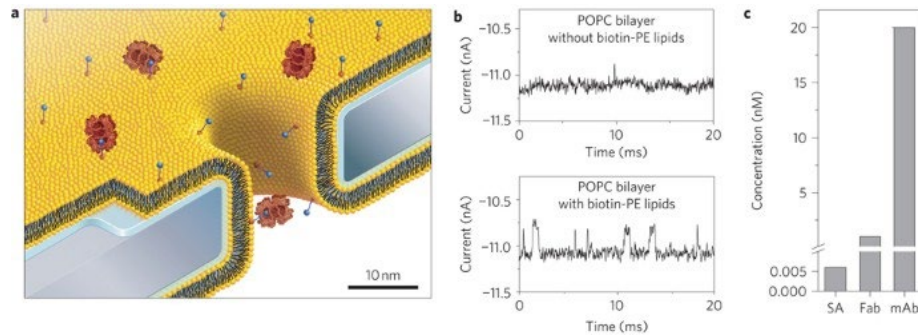 a
10 nm
b
POPC bilayer
without biotin-PE lipids
−10.5
−11.0
−11.5
Current (nA)
0
10
20
Time (ms)
POPC bilayer
with biotin-PE lipids
−10.5
−11.0
−11.5
Current (nA)
0
10
20
Time (ms)
c
20
15
10
5
0.005
0.000
Concentration (nM)
SA
Fab
mAb